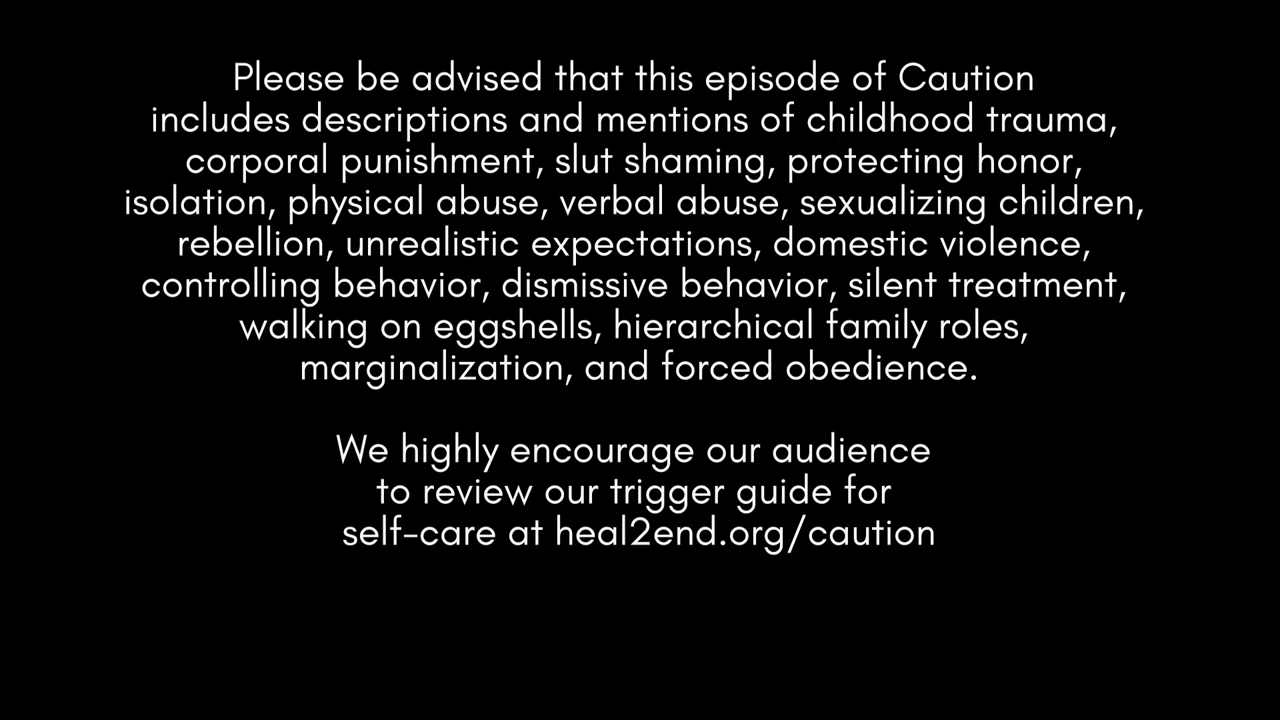 Please be advised that this episode of Caution
includes descriptions and mentions of childhood trauma,
corporal punishment, slut shaming, protecting honor,
isolation, physical abuse, verbal abuse, sexualizing children,
rebellion, unrealistic expectations, domestic violence,
controlling behavior, dismissive behavior, silent treatment,
walking on eggshells, hierarchical family roles,
marginalization, and forced obedience.
We highly encourage our audience
to review our trigger guide for
self-care at heal2end.org/caution